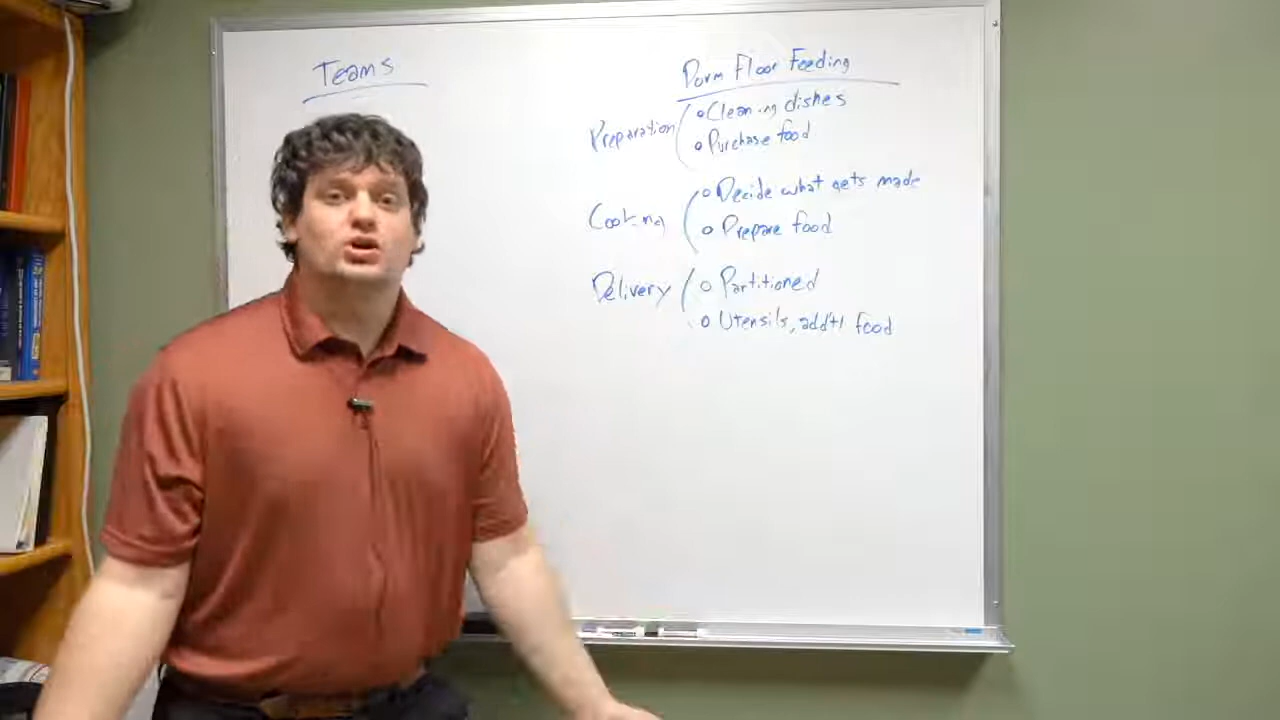 Teams
Dorm Floor Feeding
Preparation
• Cleaning dishes
• Purchase food
Cooking
• Decide what gets made
• Prepare food
Delivery
• Partitioned
• Utensils, add'l food